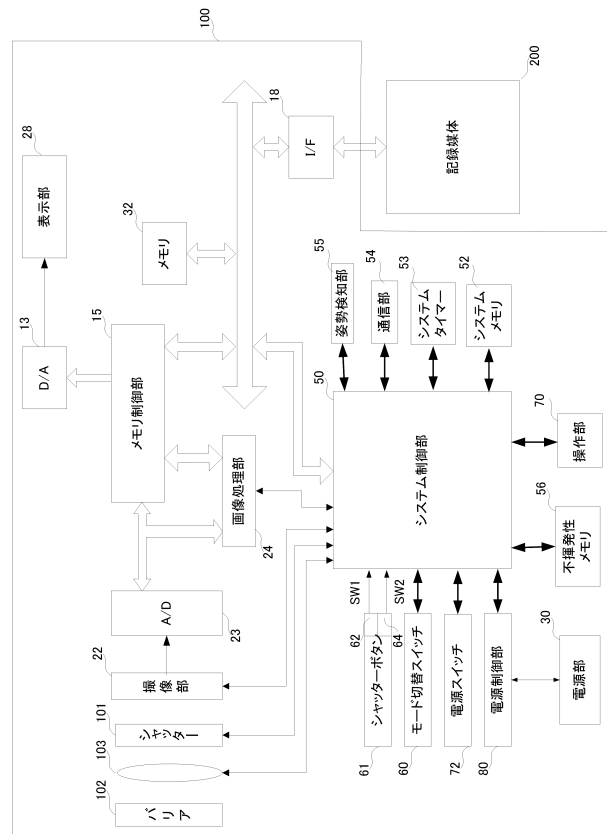 100
102
バリア
103
101
シャッター
22
撮像部
A/D
23
画像処理部
24
15
メモリ制御部
13
D/A
28
表示部
32
メモリ
18
I/F
200
記録媒体
50
システム制御部
55
姿勢検知部
54
通信部
53
システム
タイマー
52
システム
メモリ
SW1
SW2
62
64
シャッターボタン
61
モード切替スイッチ
60
電源スイッチ
72
電源制御部
80
30
電源部
56
不揮発性
メモリ
70
操作部